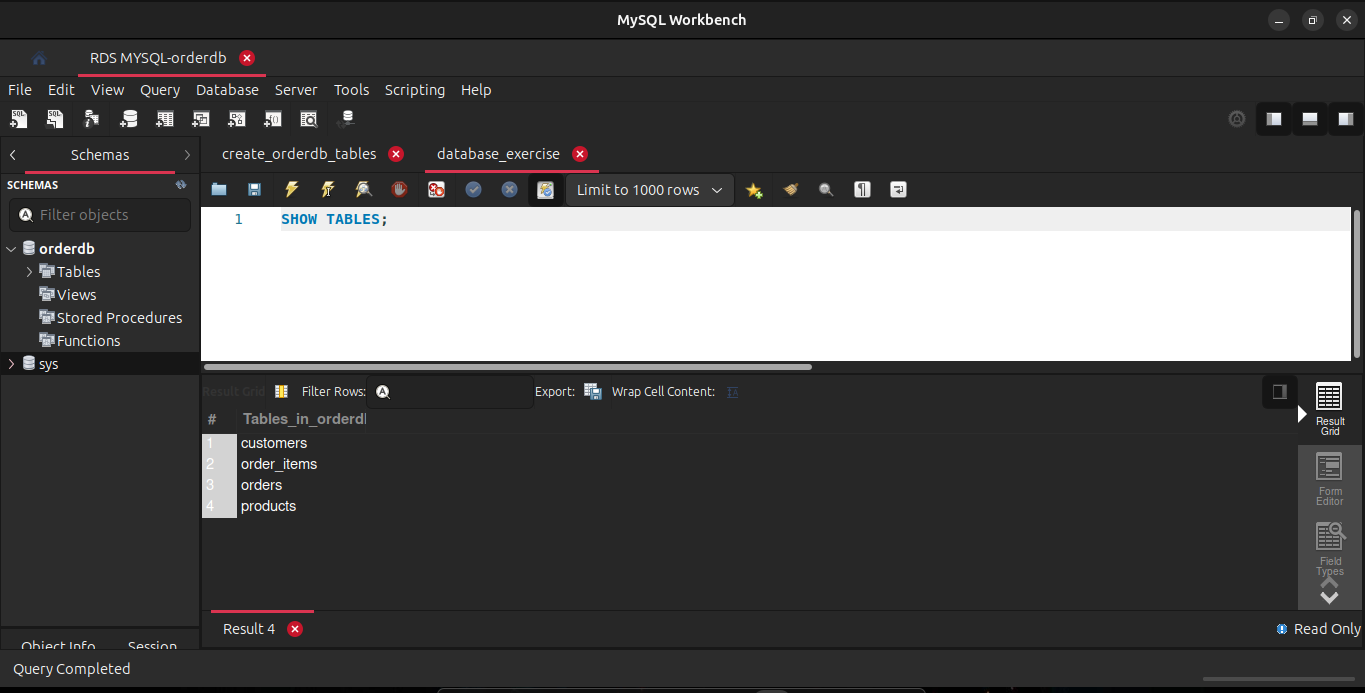 MySQL Workbench
RDS MYSQL-orderdb
File Edit View Query Database Server Tools Scripting Help
Schemas
create_orderdb_tables
database_exercise
SCHEMAS
Limit to 1000 rows
Filter objects
1 SHOW TABLES;
orderdb
Tables
Views
Stored Procedures
Functions
sys
Result Grid Filter Rows: Export: Wrap Cell Content:
# Tables_in_orderdl
1 customers
2 order_items
3 orders
4 products
Result
Grid
Form
Editor
Field
Types
Result 4
Read Only
Object Info Session
Query Completed